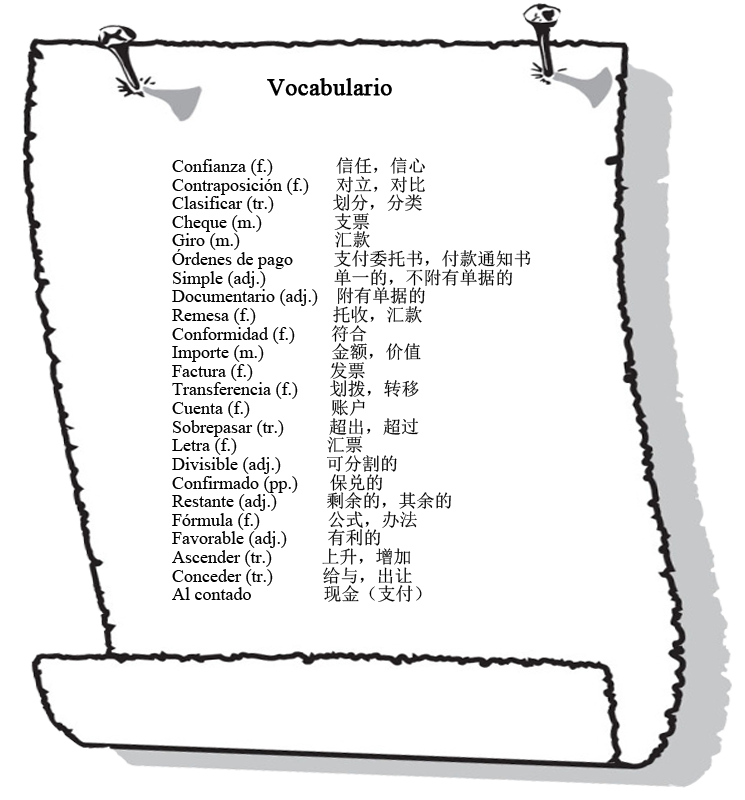 Vocabulario
Confianza (f.) 信任，信心
Contraposición (f.) 对立，对比
Clasificar (tr.) 划分，分类
Cheque (m.) 支票
Giro (m.) 汇款
Órdenes de pago 支付委托书，付款通知书
Simple (adj.) 单一的，不附有单据的
Documentario (adj.) 附有单据的
Remesa (f.) 托收，汇款
Conformidad (f.) 符合
Importe (m.) 金额，价值
Factura (f.) 发票
Transferencia (f.) 划拨，转移
Cuenta (f.) 账户
Sobrepasar (tr.) 超出，超过
Letra (f.) 汇票
Divisible (adj.) 可分割的
Confirmado (pp.) 保兑的
Restante (adj.) 剩余的，其余的
Fórmula (f.) 公式，办法
Favorable (adj.) 有利的
Ascender (tr.) 上升，增加
Conceder (tr.) 给与，出让
Al contado 现金（支付）